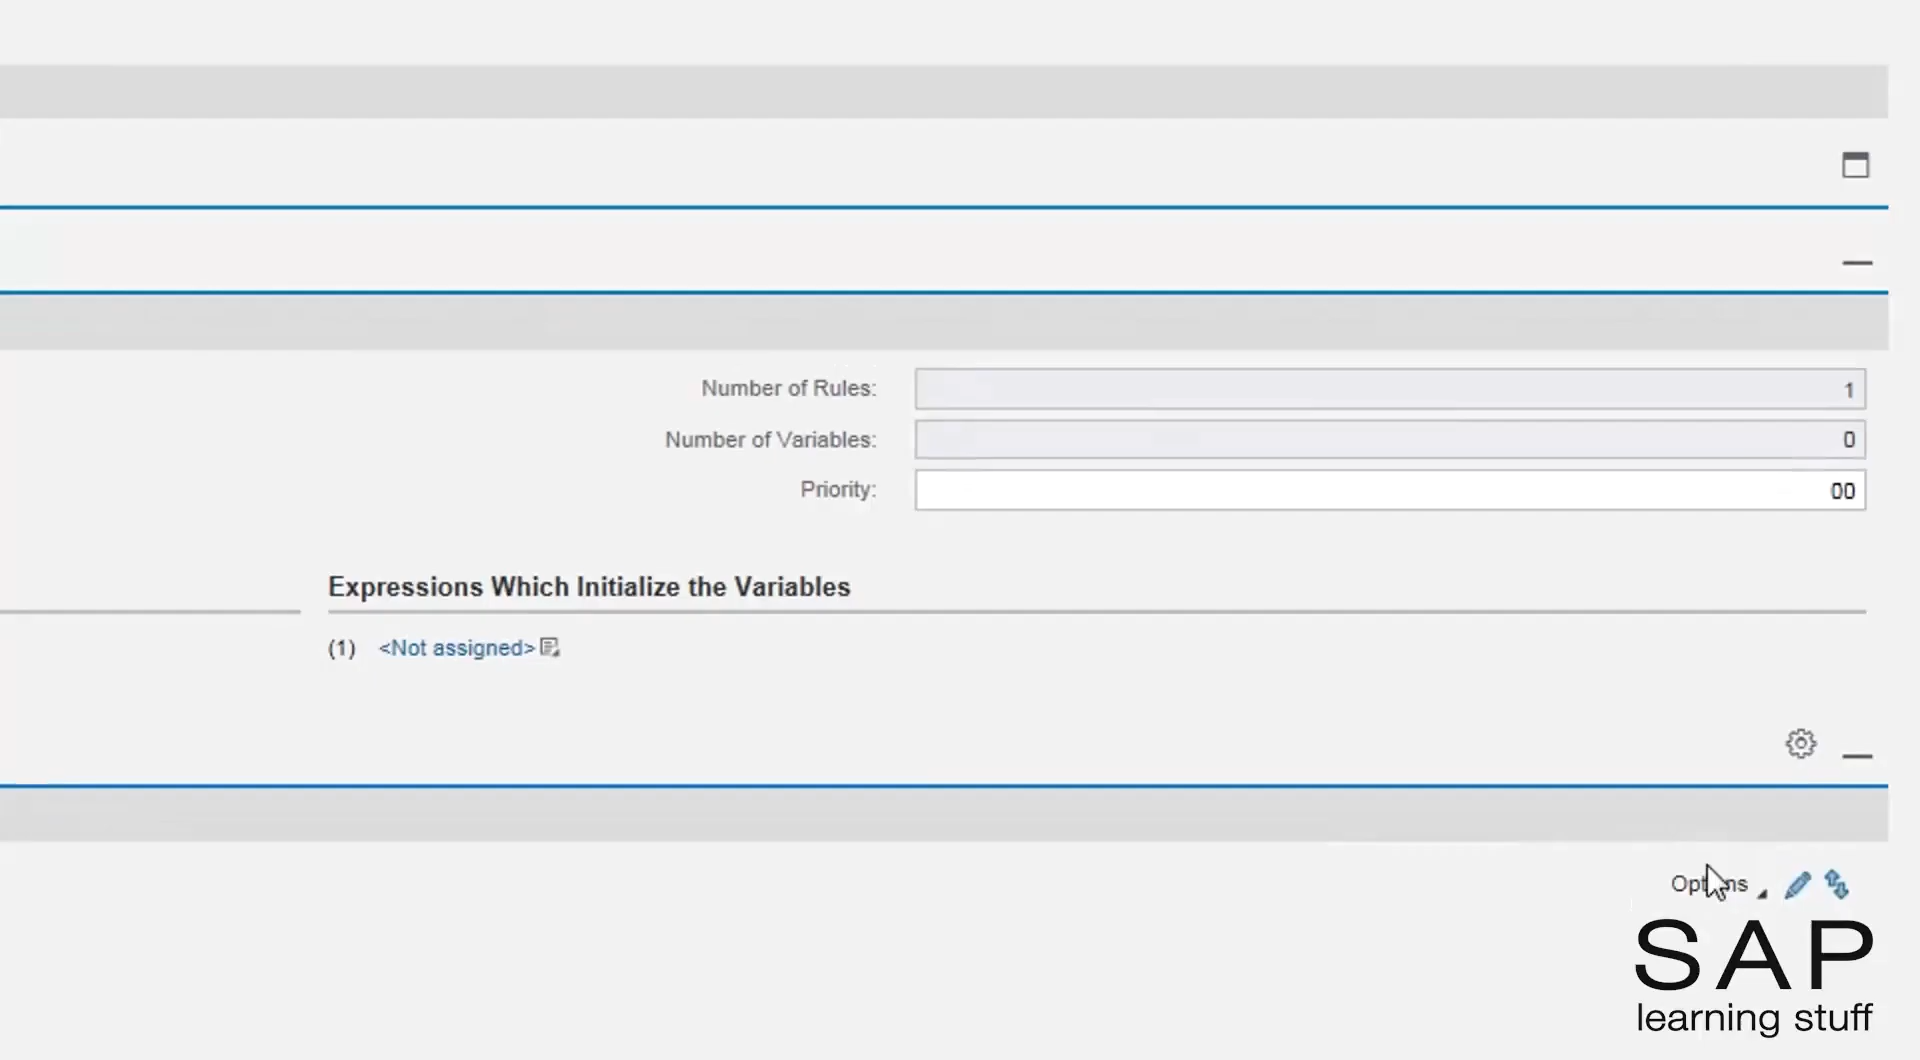 Number of Rules: 1
Number of Variables: 0
Priority: 00
Expressions Which Initialize the Variables
(1) <Not assigned>
Options
SAP
learning stuff